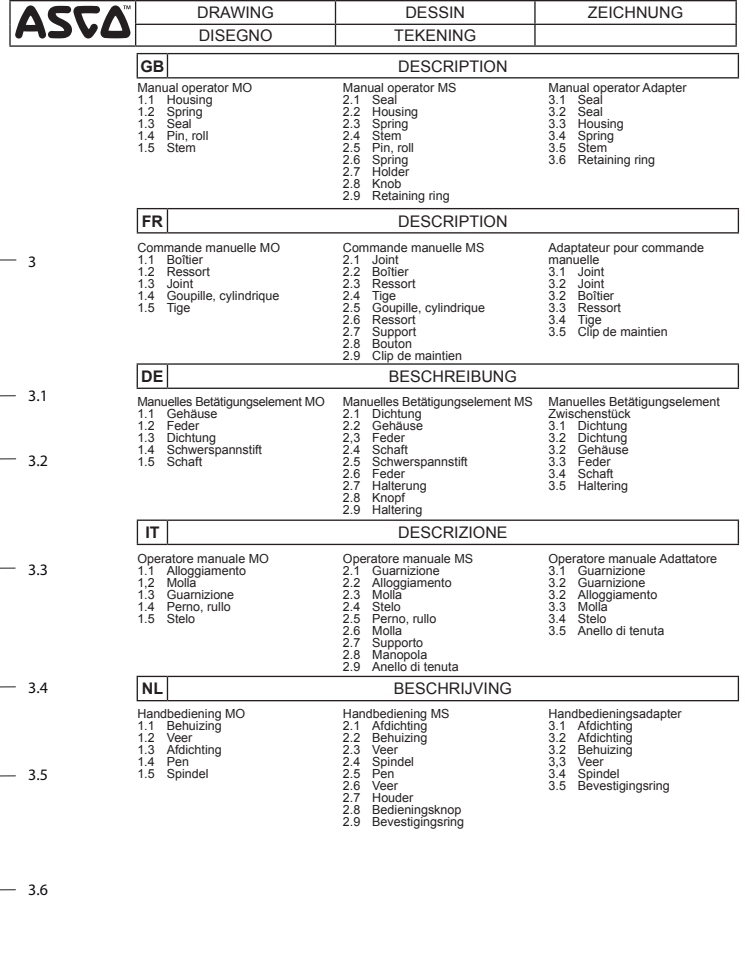 ASCO™
DRAWING DESSIN ZEICHNUNG
DISEGNO TEKENING
GB DESCRIPTION
Manual operator MO
1.1 Housing
1.2 Spring
1.3 Seal
1.4 Pin, roll
1.5 Stem
Manual operator MS
2.1 Seal
2.2 Housing
2.3 Spring
2.4 Stem
2.5 Pin, roll
2.6 Spring
2.7 Holder
2.8 Knob
2.9 Retaining ring
Manual operator Adapter
3.1 Seal
3.2 Seal
3.3 Housing
3.4 Spring
3.5 Stem
3.6 Retaining ring
FR DESCRIPTION
Commande manuelle MO
1.1 Boîtier
1.2 Ressort
1.3 Joint
1.4 Goupille, cylindrique
1.5 Tige
Commande manuelle MS
2.1 Joint
2.2 Boîtier
2.3 Ressort
2.4 Tige
2.5 Goupille, cylindrique
2.6 Ressort
2.7 Support
2.8 Bouton
2.9 Clip de maintien
Adaptateur pour commande
manuelle
3.1 Joint
3.2 Joint
3.2 Boîtier
3.3 Ressort
3.4 Tige
3.5 Clip de maintien
DE BESCHREIBUNG
Manuelles Betätigungselement MO
1.1 Gehäuse
1.2 Feder
1.3 Dichtung
1.4 Schwerspannstift
1.5 Schaft
Manuelles Betätigungselement MS
2.1 Dichtung
2.2 Gehäuse
2,3 Feder
2.4 Schaft
2.5 Schwerspannstift
2.6 Feder
2.7 Halterung
2.8 Knopf
2.9 Haltering
Manuelles Betätigungselement
Zwischenstück
3.1 Dichtung
3.2 Dichtung
3.2 Gehäuse
3.3 Feder
3.4 Schaft
3.5 Haltering
IT DESCRIZIONE
Operatore manuale MO
1.1 Alloggiamento
1,2 Molla
1.3 Guarnizione
1.4 Perno, rullo
1.5 Stelo
Operatore manuale MS
2.1 Guarnizione
2.2 Alloggiamento
2.3 Molla
2.4 Stelo
2.5 Perno, rullo
2.6 Molla
2.7 Supporto
2.8 Manopola
2.9 Anello di tenuta
Operatore manuale Adattatore
3.1 Guarnizione
3.2 Guarnizione
3.2 Alloggiamento
3.3 Molla
3.4 Stelo
3.5 Anello di tenuta
NL BESCHRIJVING
Handbediening MO
1.1 Behuizing
1.2 Veer
1.3 Afdichting
1.4 Pen
1.5 Spindel
Handbediening MS
2.1 Afdichting
2.2 Behuizing
2.3 Veer
2.4 Spindel
2.5 Pen
2.6 Veer
2.7 Houder
2.8 Bedieningsknop
2.9 Bevestigingsring
Handbedieningsadapter
3.1 Afdichting
3.2 Afdichting
3.2 Behuizing
3,3 Veer
3.4 Spindel
3.5 Bevestigingsring
3
3.1
3.2
3.3
3.4
3.5
3.6